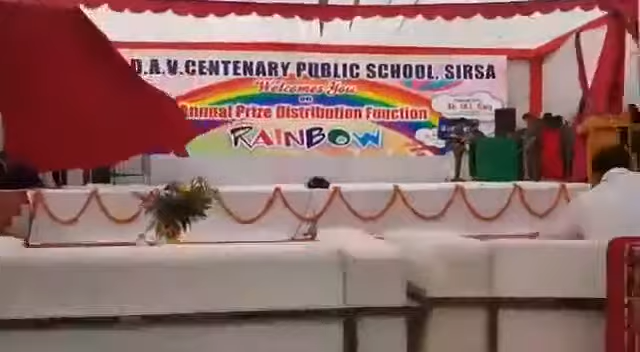 D.A.V.CENTENARY PUBLIC SCHOOL, SIRSA
Welcomes You
ON
Annual Prize Distribution Function
RAINBOW